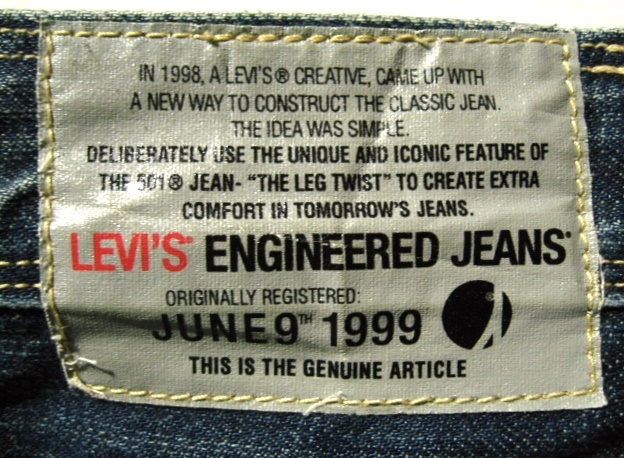 IN 1998, A LEVI'S® CREATIVE, CAME UP WITH
A NEW WAY TO CONSTRUCT THE CLASSIC JEAN.
THE IDEA WAS SIMPLE.
DELIBERATELY USE THE UNIQUE AND ICONIC FEATURE OF
THE 501® JEAN- "THE LEG TWIST" TO CREATE EXTRA
COMFORT IN TOMORROW'S JEANS.
LEVI'S® ENGINEERED JEANS®
ORIGINALLY REGISTERED:
JUNE 9TH 1999
THIS IS THE GENUINE ARTICLE